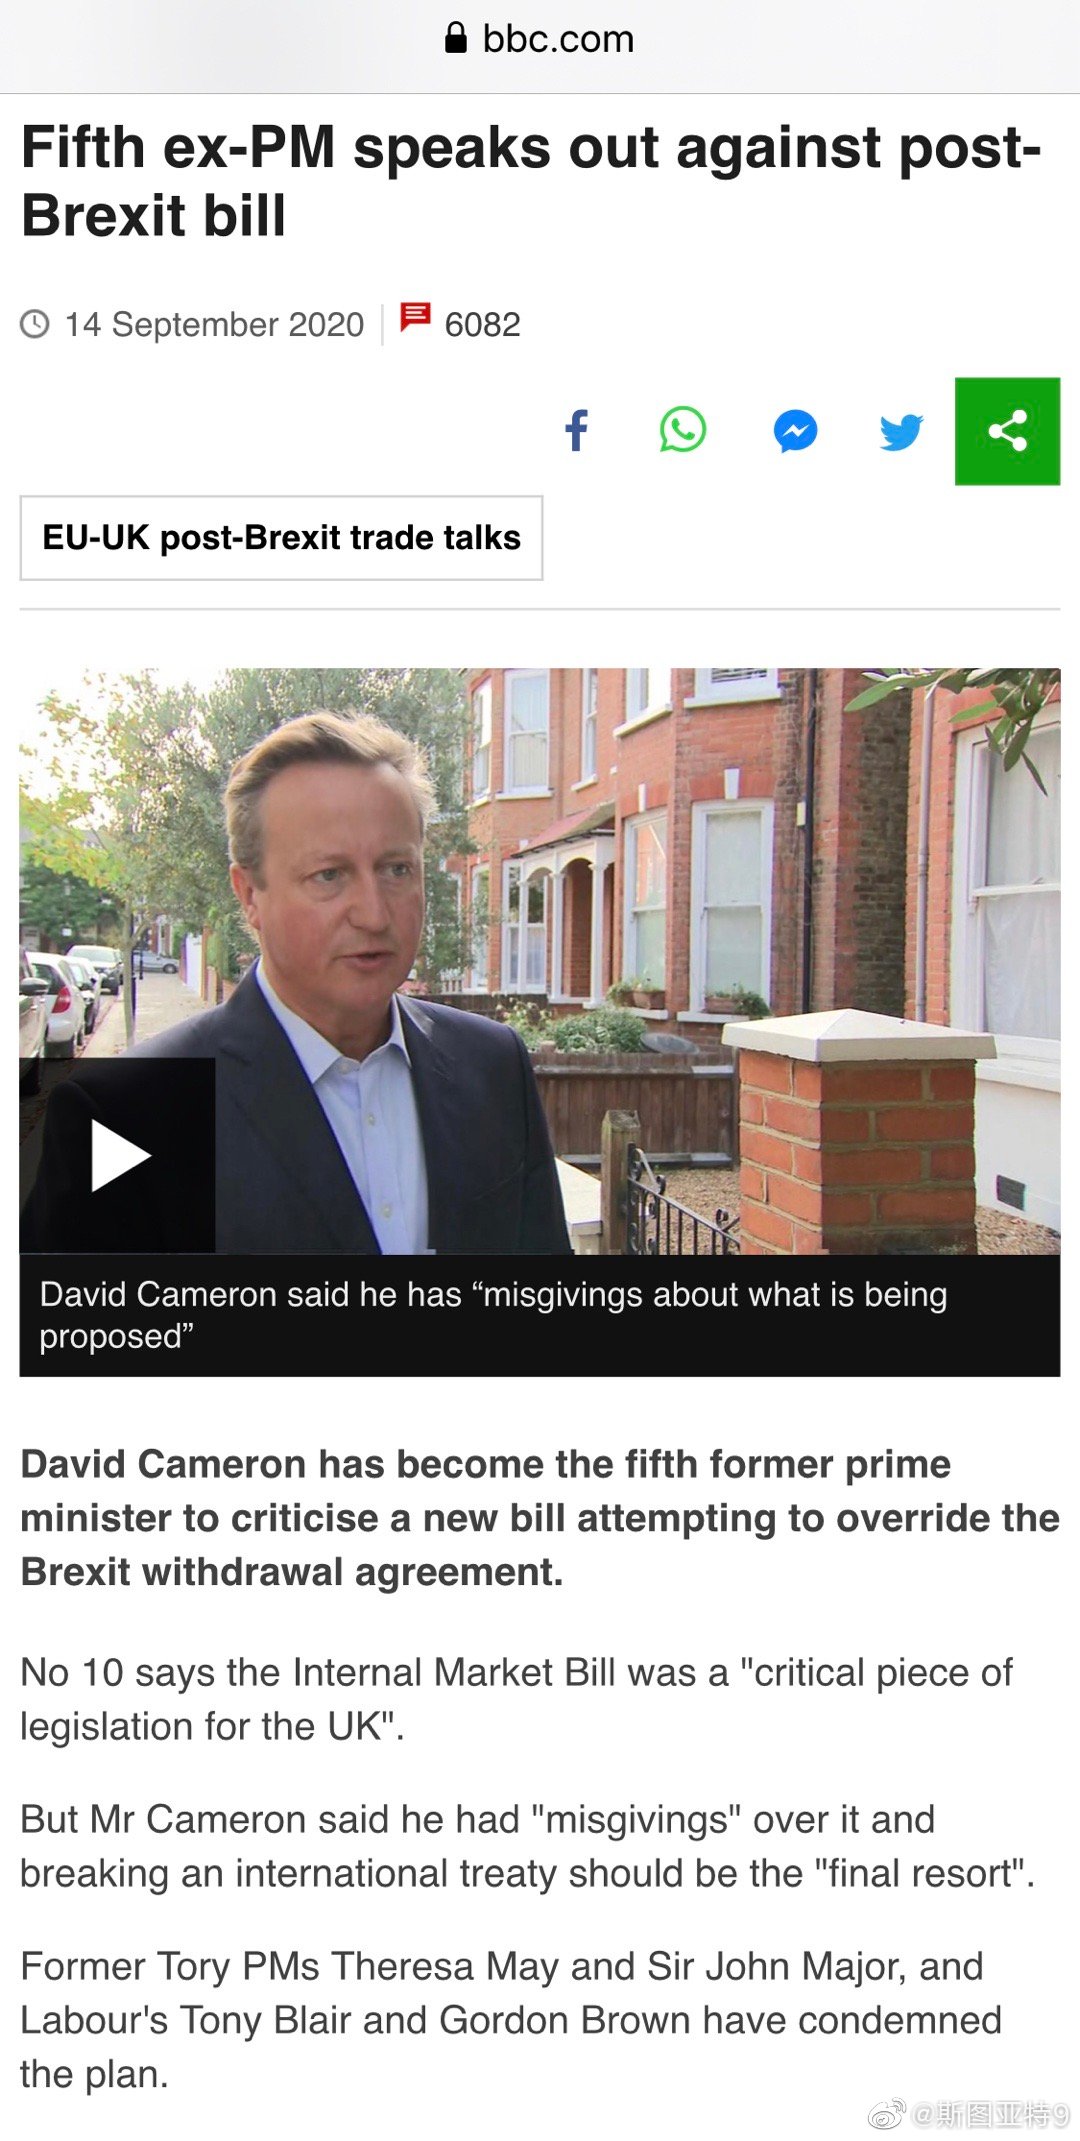 bbc.com
Fifth ex-PM speaks out against post-
Brexit bill
14 September 2020
6082
EU-UK post-Brexit trade talks
David Cameron said he has “misgivings about what is being
proposed”
David Cameron has become the fifth former prime
minister to criticise a new bill attempting to override the
Brexit withdrawal agreement.
No 10 says the Internal Market Bill was a "critical piece of
legislation for the UK".
But Mr Cameron said he had "misgivings" over it and
breaking an international treaty should be the "final resort".
Former Tory PMs Theresa May and Sir John Major, and
Labour's Tony Blair and Gordon Brown have condemned
the plan.
@斯图亚特9